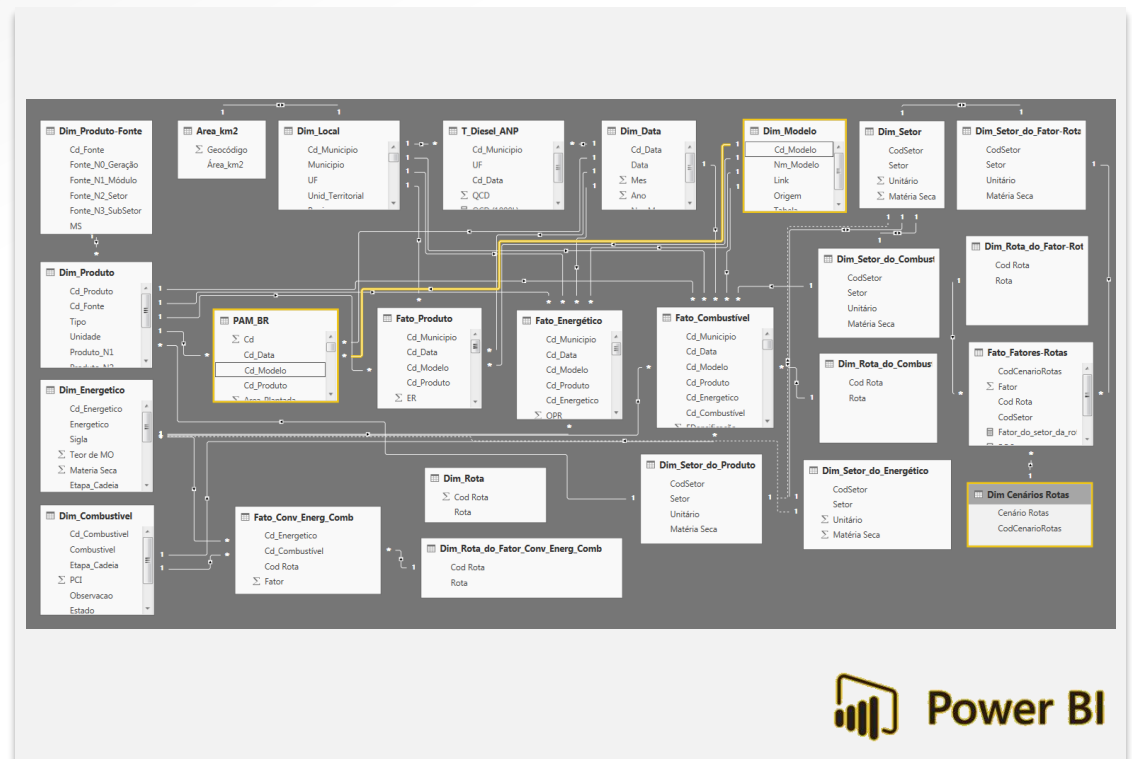 Dim_Produto-Fonte
Cd_Fonte
Fonte_N0_Geração
Fonte_N1_Módulo
Fonte_N2_Setor
Fonte_N3_SubSetor
MS
Area_km2
Σ Geocódigo
Área_km2
Dim_Local
Cd_Municipio
Municipio
UF
Unid_Territorial
T_Diesel_ANP
Cd_Municipio
UF
Cd_Data
Σ QCD
Dim_Data
Cd_Data
Data
Σ Mes
Σ Ano
Dim_Modelo
Cd_Modelo
Nm_Modelo
Link
Origem
Tabela
Dim_Setor
CodSetor
Setor
Σ Unitário
Σ Matéria Seca
Dim_Setor_do_Fator-Rota
CodSetor
Setor
Unitário
Matéria Seca
Dim_Produto
Cd_Produto
Cd_Fonte
Tipo
Unidade
Produto_N1
Produto_N2
PAM_BR
Σ Cd
Cd_Data
Cd_Modelo
Cd_Produto
Σ Area_Plantada
Fato_Produto
Cd_Municipio
Cd_Data
Cd_Modelo
Cd_Produto
Σ ER
Fato_Energético
Cd_Municipio
Cd_Data
Cd_Modelo
Cd_Produto
Cd_Energetico
Σ OPR
Fato_Combustível
Cd_Municipio
Cd_Data
Cd_Modelo
Cd_Produto
Cd_Energetico
Cd_Combustível
Dim_Setor_do_Combust
CodSetor
Setor
Unitário
Matéria Seca
Dim_Rota_do_Fator-Rot
Cod Rota
Rota
Dim_Rota_do_Combus
Cod Rota
Rota
Fato_Fatores-Rotas
CodCenarioRotas
Σ Fator
Cod Rota
CodSetor
Fator_do_setor_da_ro
Dim_Energetico
Cd_Energetico
Energetico
Sigla
Σ Teor de MO
Σ Materia Seca
Etapa_Cadeia
Dim_Rota
Σ Cod Rota
Rota
Dim_Setor_do_Produto
CodSetor
Setor
Unitário
Matéria Seca
Dim_Setor_do_Energético
CodSetor
Setor
Σ Unitário
Σ Matéria Seca
Dim Cenários Rotas
Cenário Rotas
CodCenarioRotas
Dim_Combustivel
Cd_Combustivel
Combustivel
Etapa_Cadeia
Σ PCI
Observacao
Estado
Fato_Conv_Energ_Comb
Cd_Energetico
Cd_Combustível
Cod Rota
Σ Fator
Dim_Rota_do_Fator_Conv_Energ_Comb
Cod Rota
Rota
Power BI